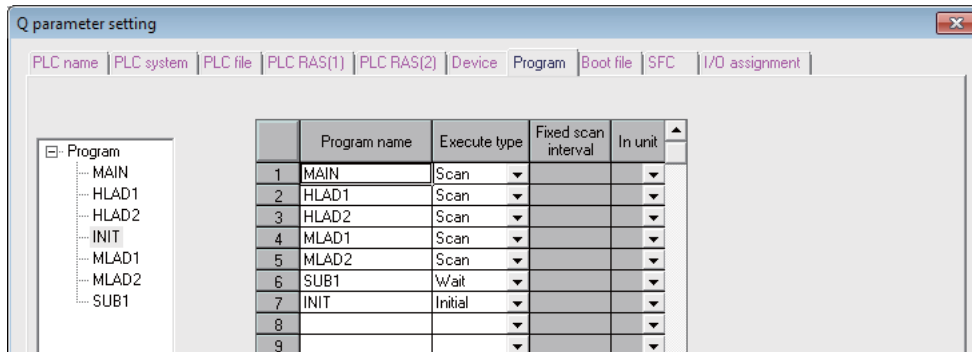 Q parameter setting
PLC name PLC system PLC file PLC RAS(1) PLC RAS(2) Device Program Boot file SFC I/O assignment
Program
MAIN
HLAD1
HLAD2
INIT
MLAD1
MLAD2
SUB1
Program name Execute type Fixed scan interval In unit
1 MAIN Scan
2 HLAD1 Scan
3 HLAD2 Scan
4 MLAD1 Scan
5 MLAD2 Scan
6 SUB1 Wait
7 INIT Initial
8
9